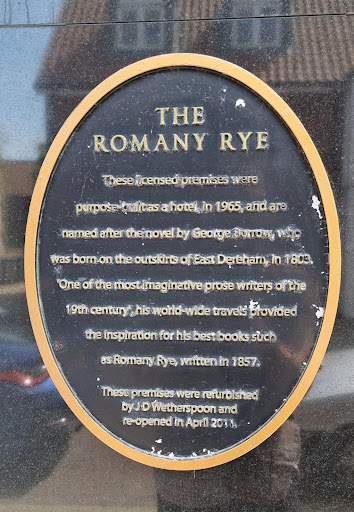 THE
ROMANY RYE
These licensed premises were
purpose-built as a hotel, in 1965, and are
named after the novel by George Borrow, who
was born on the outskirts of East Dereham, in 1803.
'One of the most imaginative prose writers of the
19th century', his world-wide travels provided
the inspiration for his best books such
as Romany Rye, written in 1857.
These premises were refurbished
by J D Wetherspoon and
re-opened in April 2011.